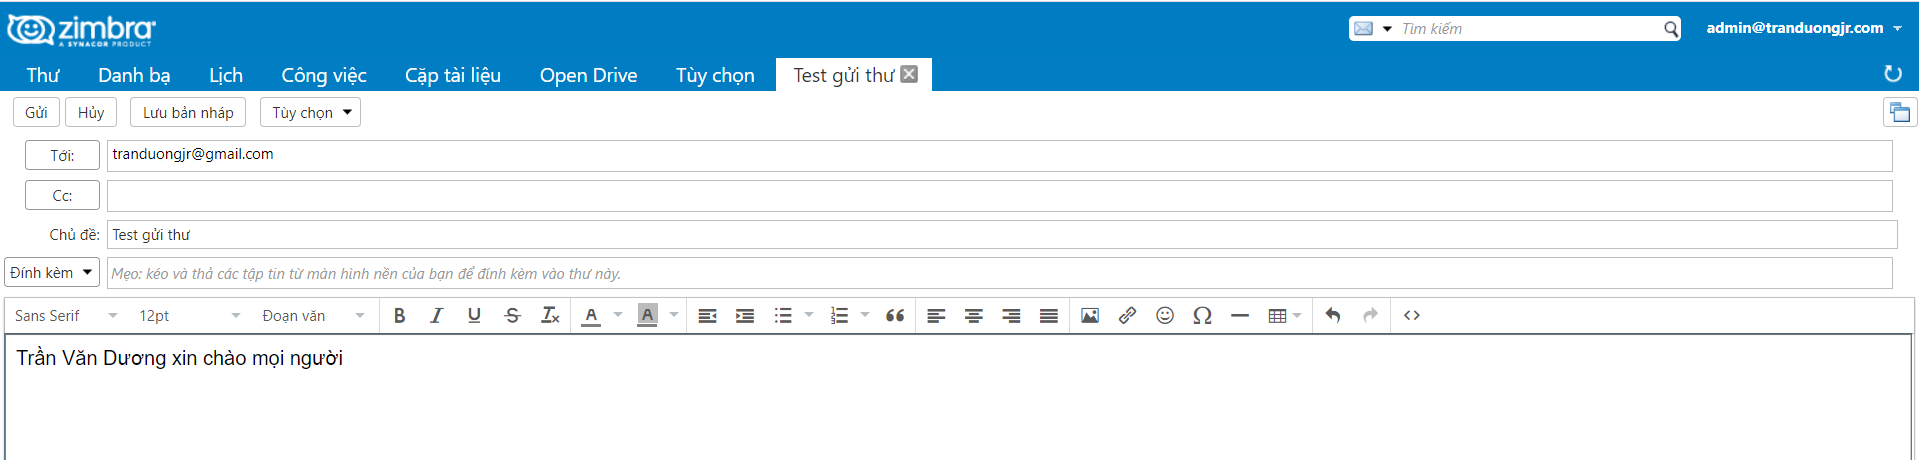 zimbra
A SYNACOR PRODUCT
Tìm kiếm
admin@tranduongjr.com
Thư Danh bạ Lịch Công việc Cặp tài liệu Open Drive Tùy chọn Test gửi thư
Gửi Hủy Lưu bản nháp Tùy chọn
Tới: tranduongjr@gmail.com
Cc:
Chủ đề: Test gửi thư
Đính kèm Mẹo: kéo và thả các tập tin từ màn hình nền của bạn để đính kèm vào thư này.
Sans Serif 12pt Đoạn văn B I U S Tx A A
Trần Văn Dương xin chào mọi người